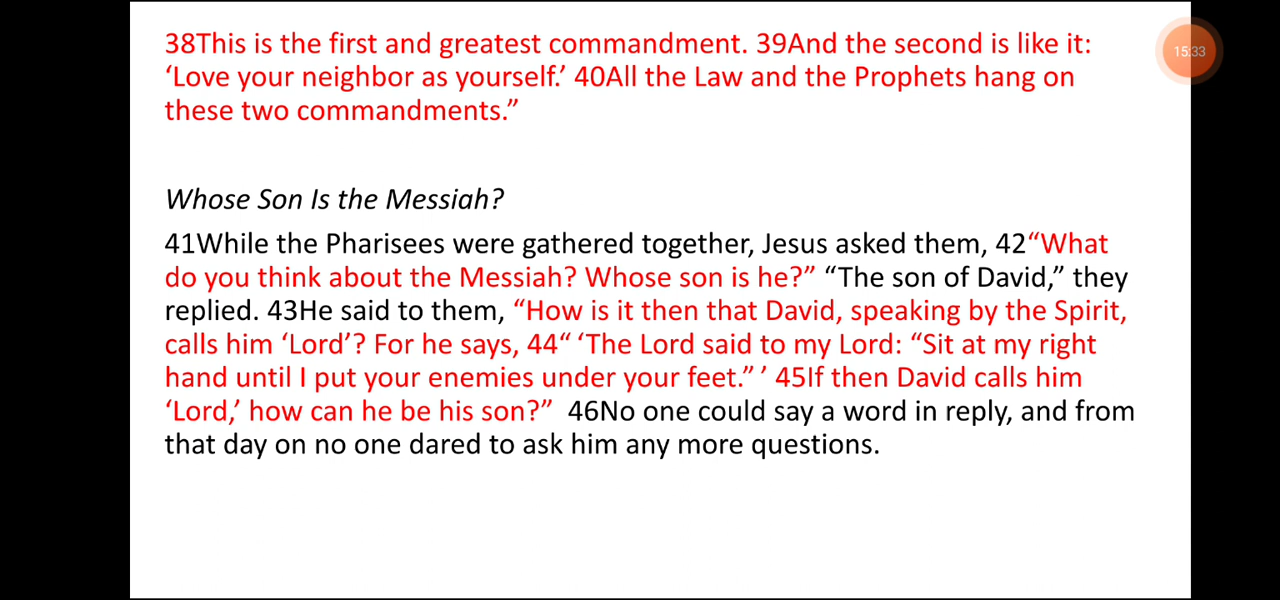 38This is the first and greatest commandment. 39And the second is like it:
‘Love your neighbor as yourself.’ 40All the Law and the Prophets hang on
these two commandments.”
Whose Son Is the Messiah?
41While the Pharisees were gathered together, Jesus asked them, 42“What
do you think about the Messiah? Whose son is he?” “The son of David,” they
replied. 43He said to them, “How is it then that David, speaking by the Spirit,
calls him ‘Lord’? For he says, 44“ ‘The Lord said to my Lord: “Sit at my right
hand until I put your enemies under your feet.” ’ 45If then David calls him
‘Lord,’ how can he be his son?”  46No one could say a word in reply, and from
that day on no one dared to ask him any more questions.
15:33